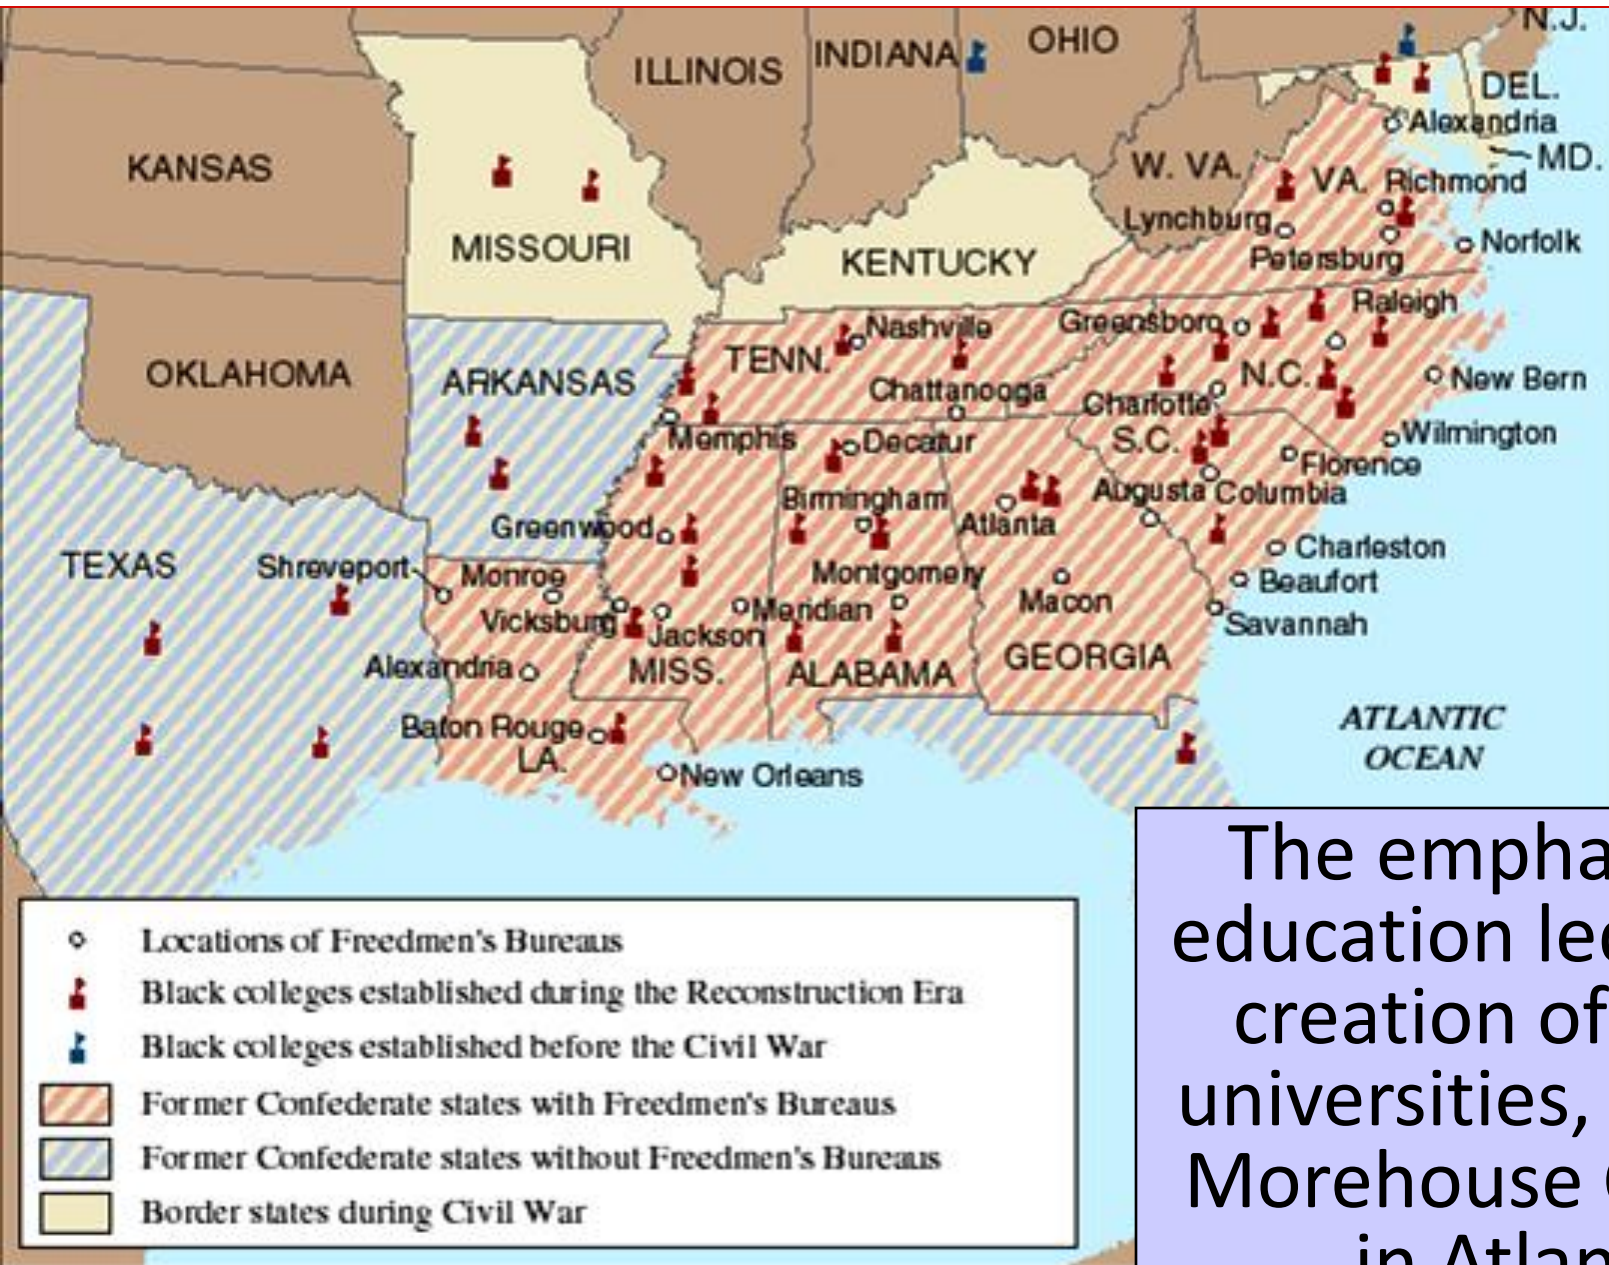 N.J.
ILLINOIS
INDIANA
OHIO
DEL.
Alexandria
MD.
KANSAS
W. VA.
VA.
Richmond
Lynchburg
Norfolk
MISSOURI
KENTUCKY
Petersburg
Raleigh
Nashville
Greensboro
TENN.
OKLAHOMA
ARKANSAS
N.C.
New Bern
Chattanooga
Charlotte
Memphis
Decatur
S.C.
Wilmington
Florence
Birmingham
Augusta
Columbia
Greenwood
Atlanta
Charleston
TEXAS
Shreveport
Monroe
Montgomery
Beaufort
Vicksburg
Meridian
Macon
Savannah
Jackson
Alexandria
MISS.
ALABAMA
GEORGIA
Baton Rouge
LA.
New Orleans
ATLANTIC
OCEAN
Locations of Freedmen's Bureaus
Black colleges established during the Reconstruction Era
Black colleges established before the Civil War
Former Confederate states with Freedmen's Bureaus
Former Confederate states without Freedmen's Bureaus
Border states during Civil War
The empha
education led
creation of
universities,
Morehouse
in Atlan